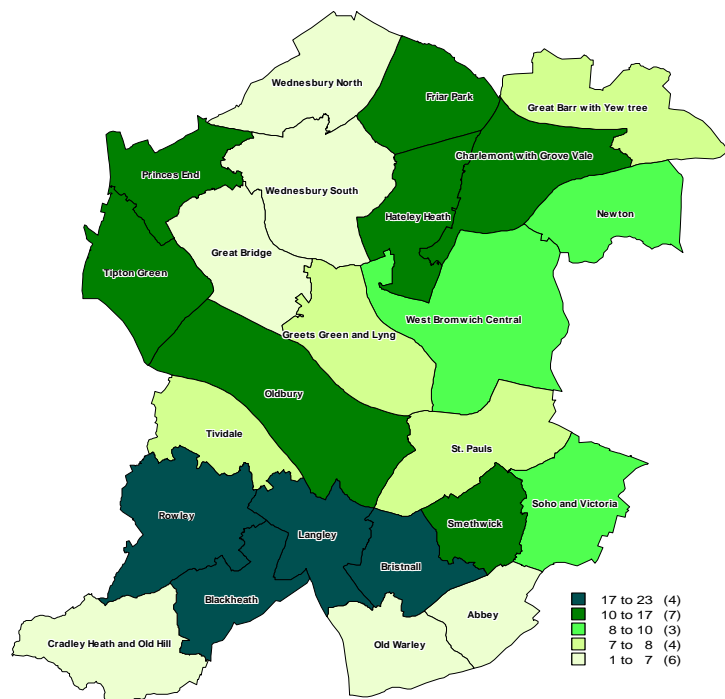 Wednesbury North
Friar Park
Great Barr with Yew tree
Charlemont with Grove Vale
Princes End
Wednesbury South
Hateley Heath
Newton
Great Bridge
Tipton Green
West Bromwich Central
Greets Green and Lyng
Oldbury
Tividale
St. Pauls
Rowley
Soho and Victoria
Smethwick
Langley
Bristnall
Blackheath
Abbey
Cradley Heath and Old Hill
Old Warley
17 to 23 (4)
10 to 17 (7)
8 to 10 (3)
7 to 8 (4)
1 to 7 (6)